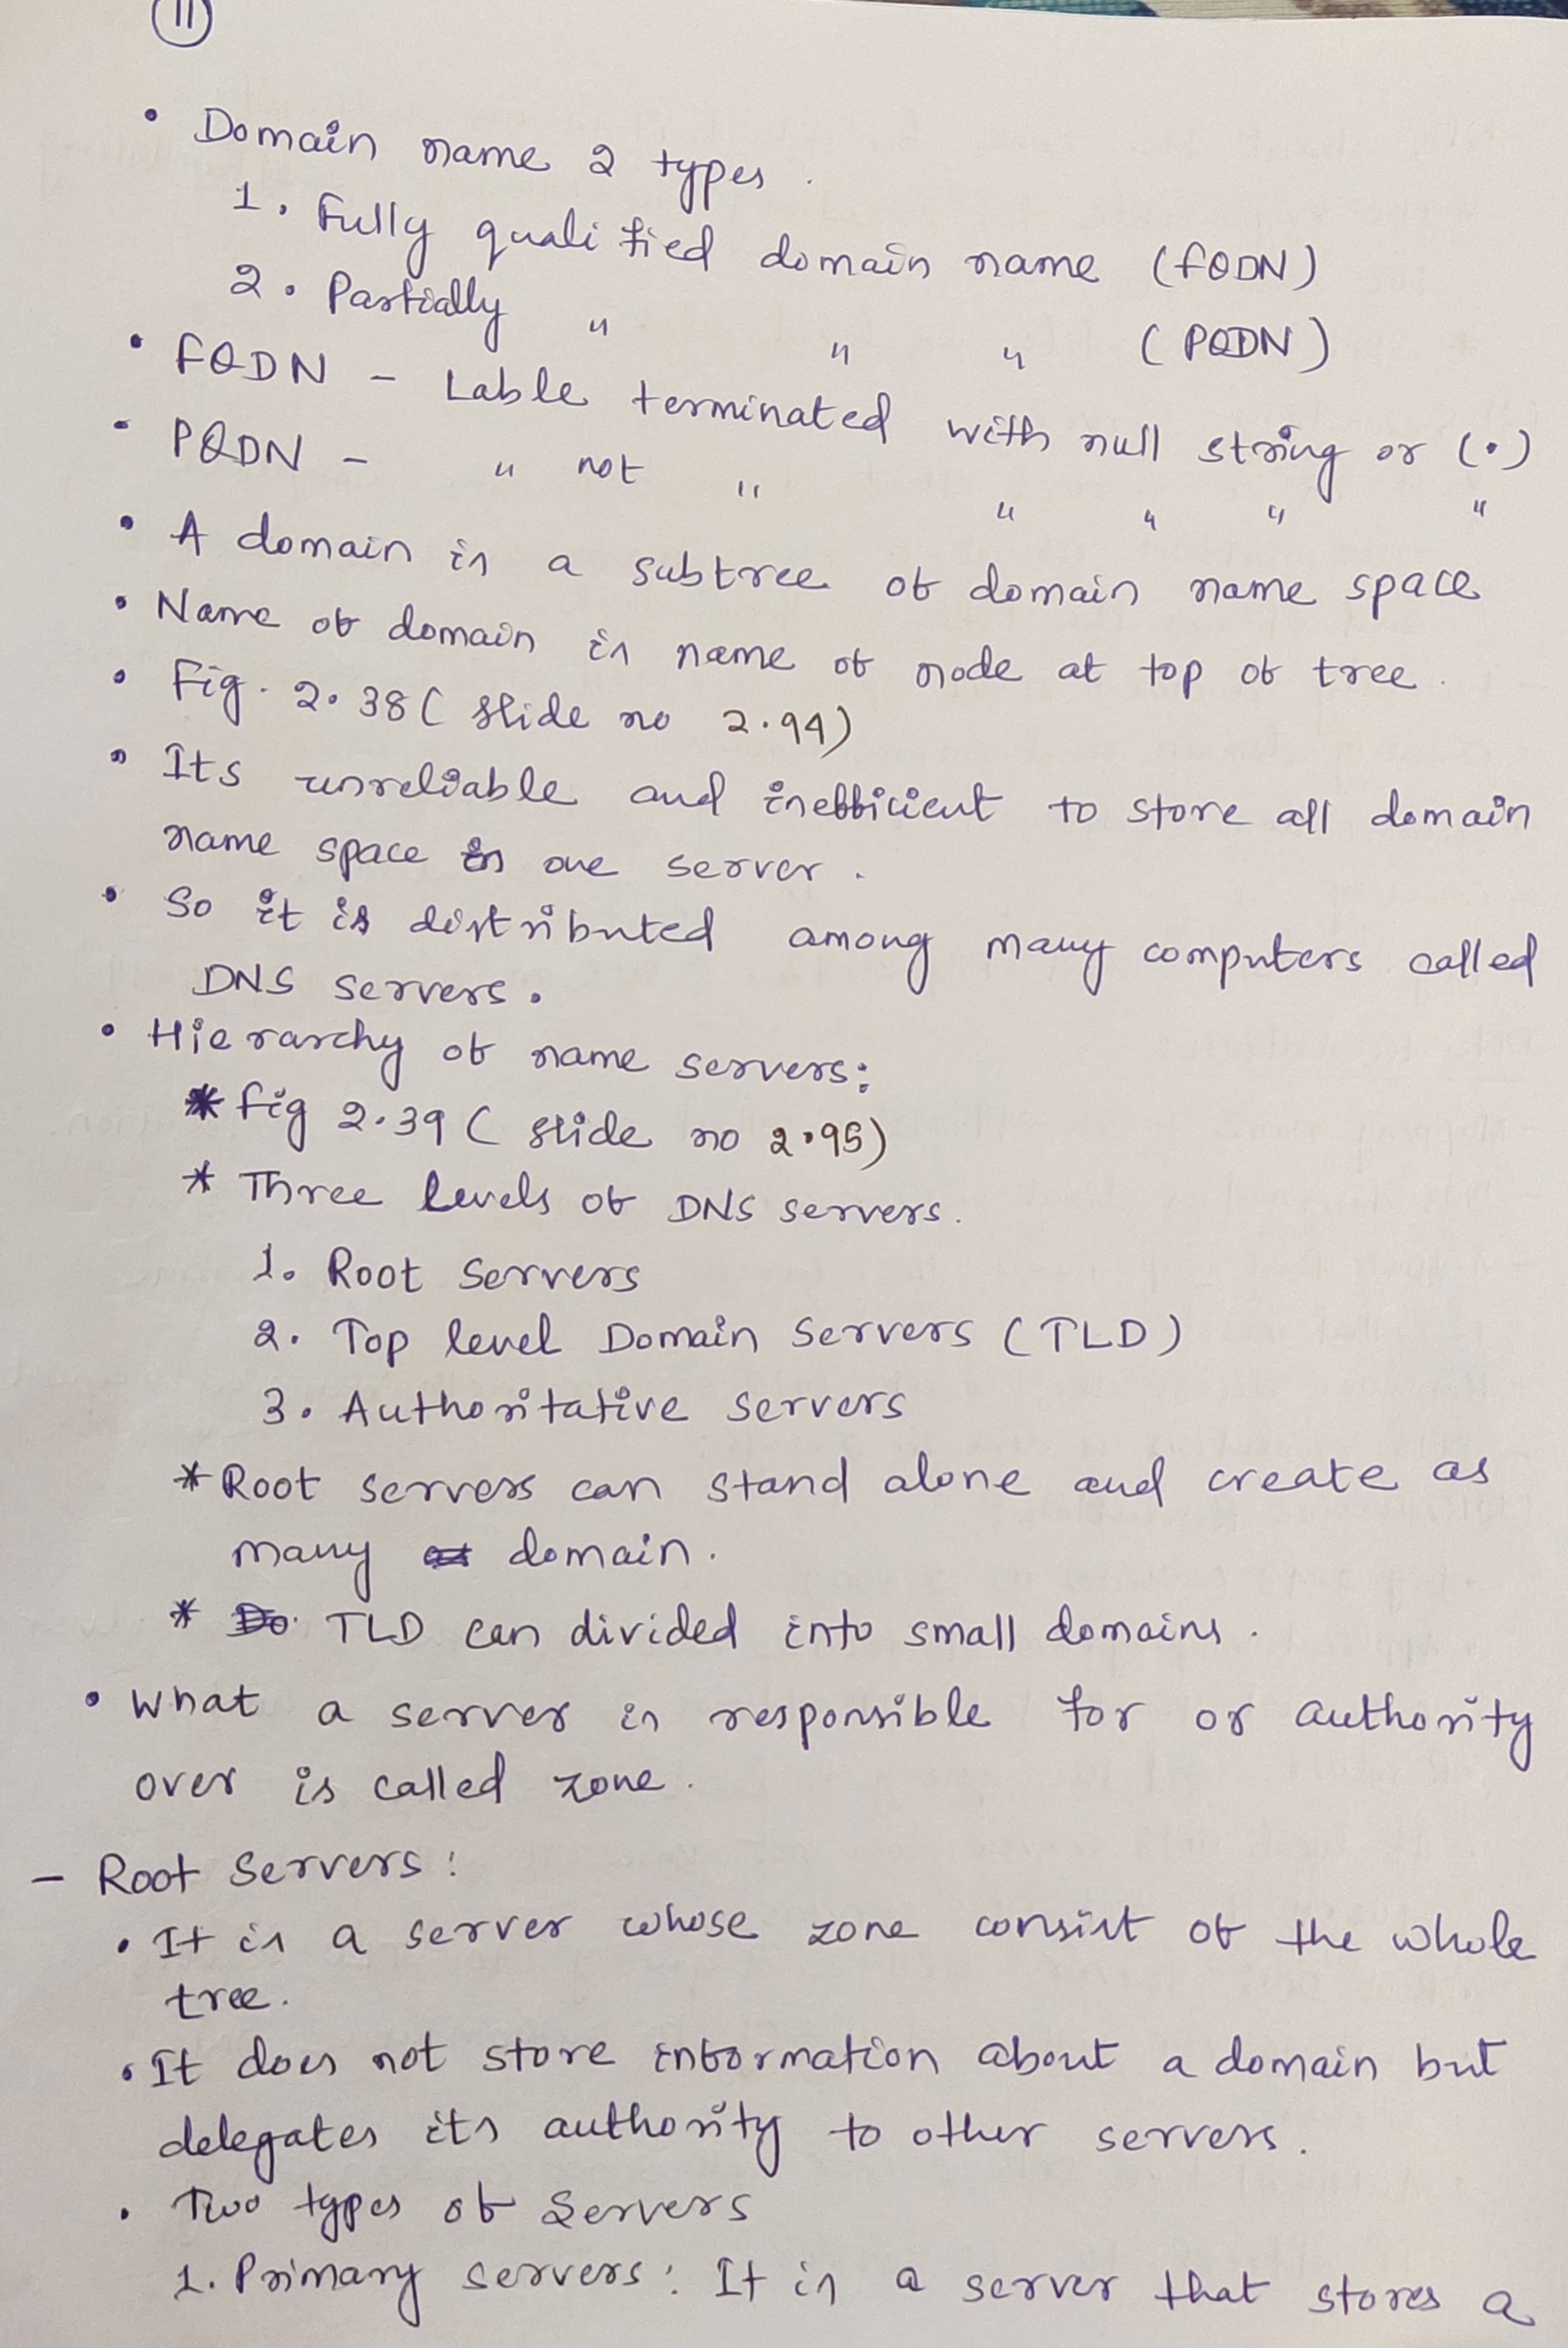 11
• Domain name 2 types.
1. Fully qualified domain name (FQDN)
2. Partially " " " (PQDN)
• FQDN - Lable terminated with null string or (.)
• PQDN - " not " " " " "
• A domain is a subtree of domain name space
• Name of domain is name of node at top of tree.
• Fig. 2.38 ( slide no 2.94)
• Its unreliable and inefficient to store all domain
name space in one server.
• So it is distributed among many computers called
DNS servers.
• Hierarchy of name servers:
* Fig 2.39 ( slide no 2.95)
* Three levels of DNS servers.
1. Root Servers
2. Top level Domain Servers (TLD)
3. Authoritative Servers
* Root servers can stand alone and create as
many domain.
* TLD can divided into small domains.
• What a server is responsible for or authority
over is called zone.
- Root Servers:
• It is a server whose zone consist of the whole
tree.
• It does not store information about a domain but
delegates its authority to other servers.
• Two types of Servers
1. Primary servers: It is a server that stores a